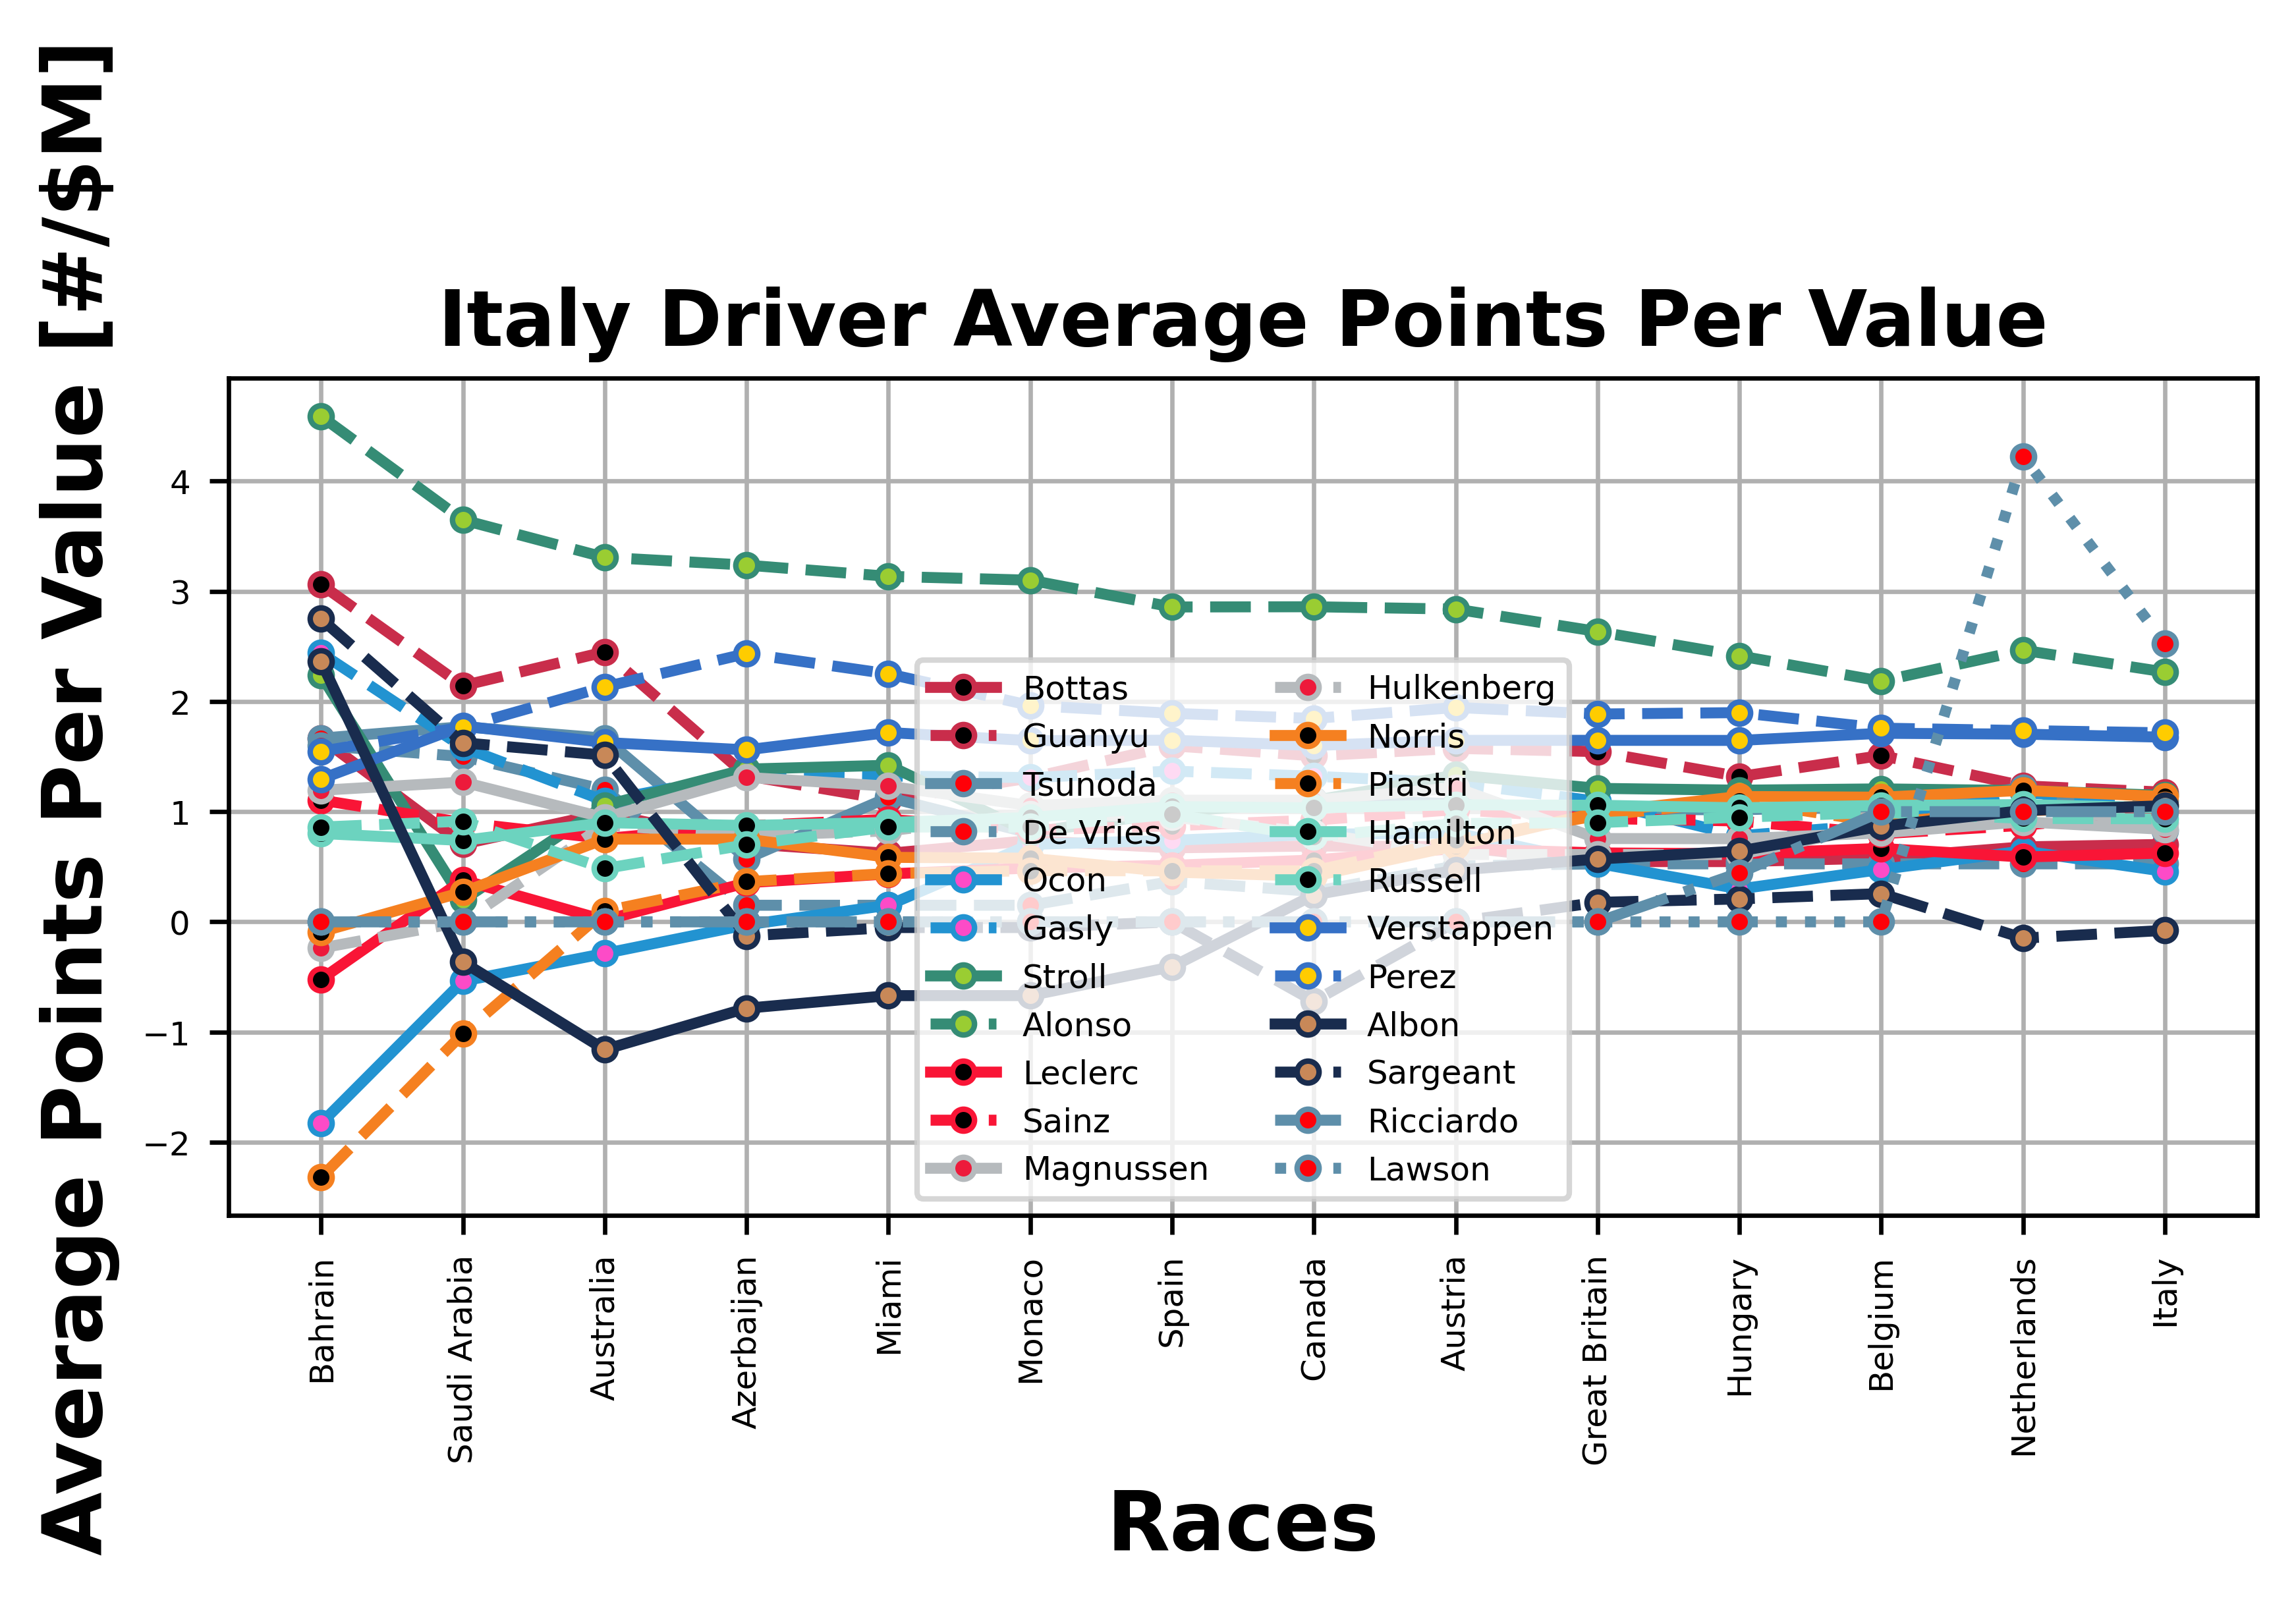 Italy Driver Average Points Per Value
Average Points Per Value [#/$M]
4
3
2
1
0
−1
−2
Bottas
Guanyu
Tsunoda
De Vries
Ocon
Gasly
Stroll
Alonso
Leclerc
Sainz
Magnussen
Hulkenberg
Norris
Piastri
Hamilton
Russell
Verstappen
Perez
Albon
Sargeant
Ricciardo
Lawson
Bahrain
Saudi Arabia
Australia
Azerbaijan
Miami
Monaco
Spain
Canada
Austria
Great Britain
Hungary
Belgium
Netherlands
Italy
Races